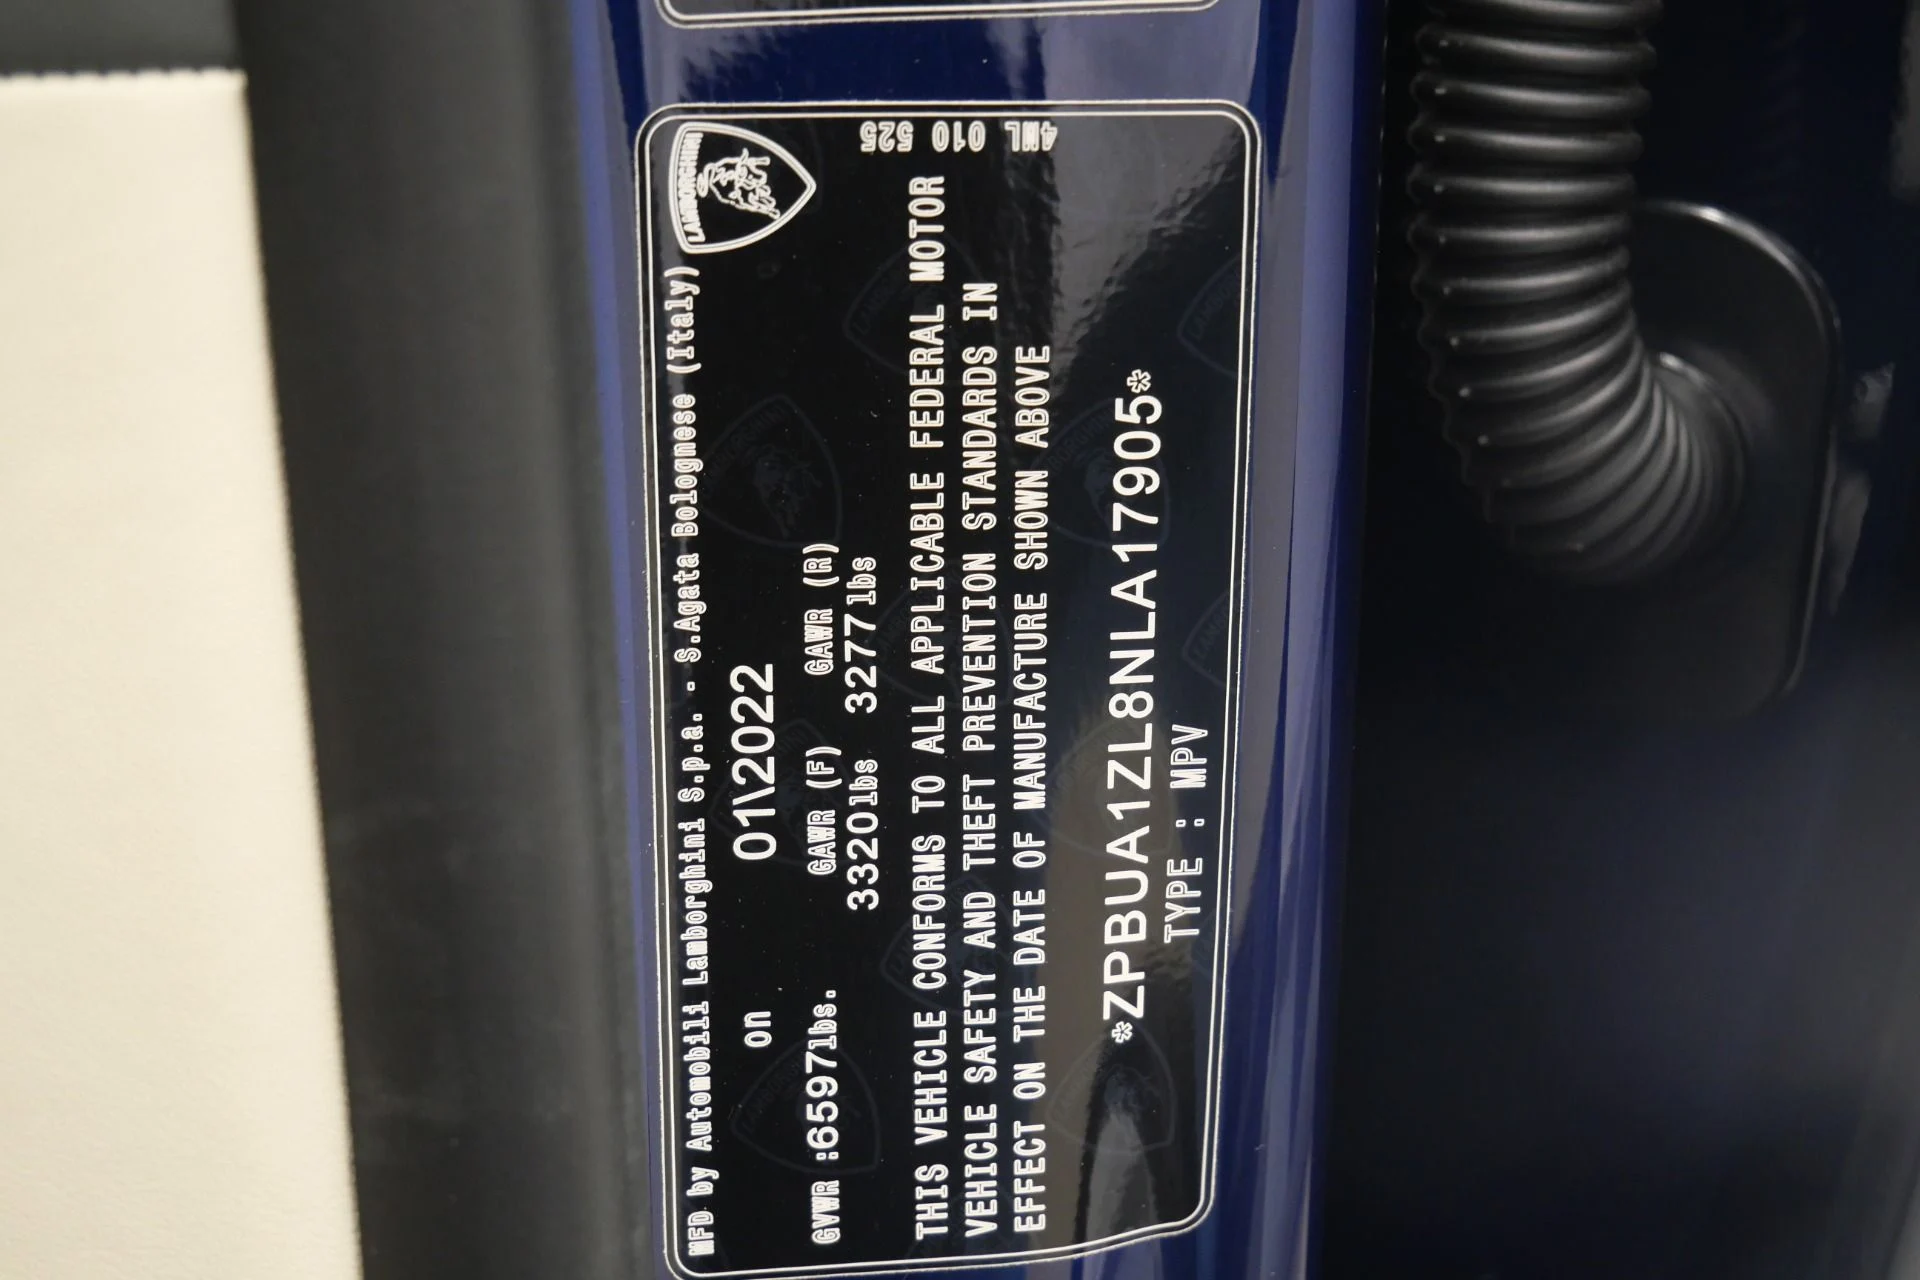 LAMBORGHINI
4ML 010 525
MFD by Automobili Lamborghini S.p.a. - S.Agata Bolognese (Italy)
on 01\2022
GVWR :6597lbs. GAWR (F) GAWR (R)
3320lbs 3277lbs
THIS VEHICLE CONFORMS TO ALL APPLICABLE FEDERAL MOTOR
VEHICLE SAFETY AND THEFT PREVENTION STANDARDS IN
EFFECT ON THE DATE OF MANUFACTURE SHOWN ABOVE
*ZPBUA1ZL8NLA17905*
TYPE : MPV